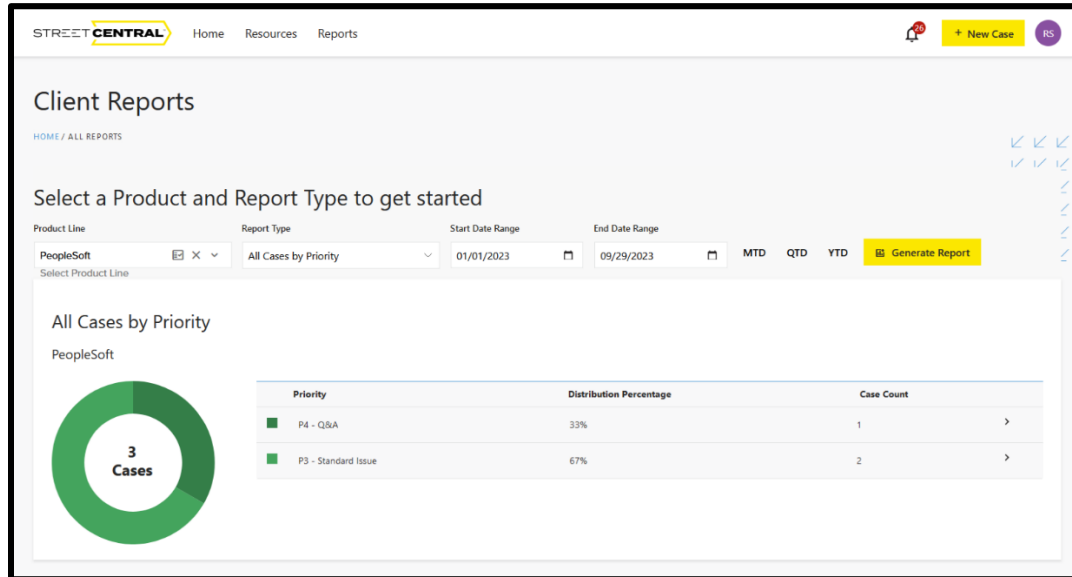 STREETCENTRAL Home Resources Reports 26 + New Case RS
Client Reports
HOME / ALL REPORTS
Select a Product and Report Type to get started
Product Line Report Type Start Date Range End Date Range
PeopleSoft All Cases by Priority 01/01/2023 09/29/2023 MTD QTD YTD Generate Report
Select Product Line
All Cases by Priority
PeopleSoft
Priority Distribution Percentage Case Count
P4 - Q&A 33% 1
P3 - Standard Issue 67% 2
3
Cases